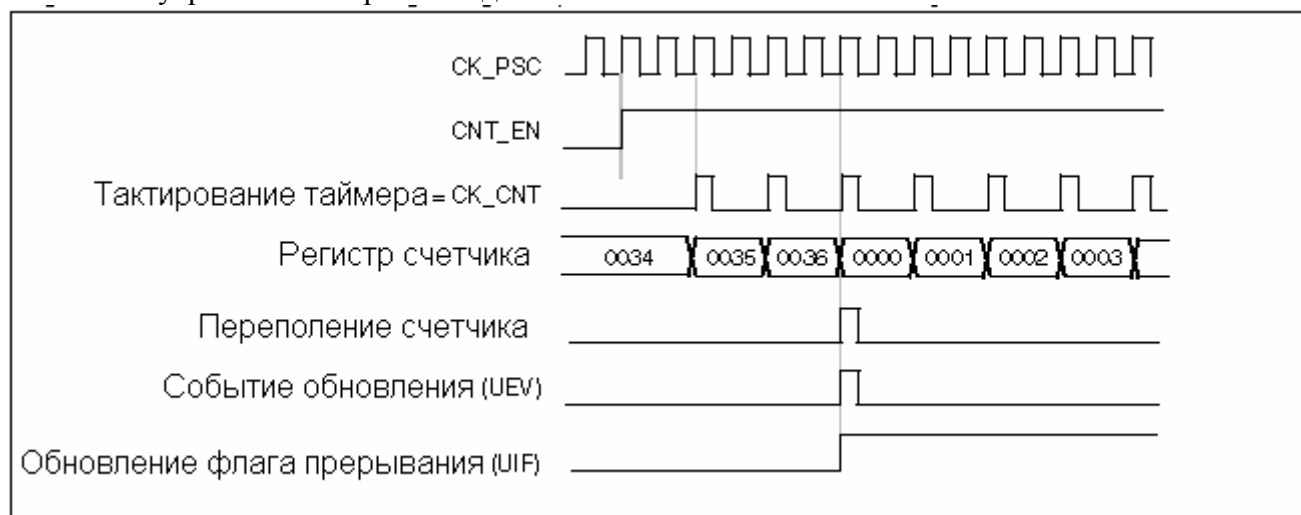 CK_PSC
CNT_EN
Тактирование таймера = CK_CNT
Регистр счетчика 0034 0035 0036 0000 0001 0002 0003
Переполение счетчика
Событие обновления (UEV)
Обновление флага прерывания (UIF)